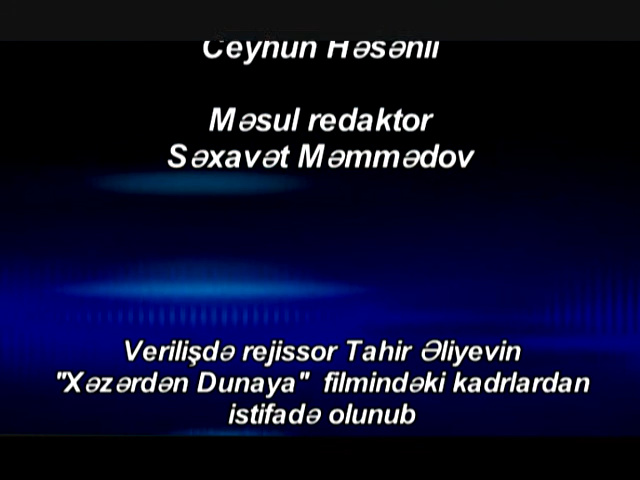 Ceyhun Həsənli
Məsul redaktor
Səxavət Məmmədov
Verilişdə rejissor Tahir Əliyevin
"Xəzərdən Dunaya" filmindəki kadrlardan
istifadə olunub